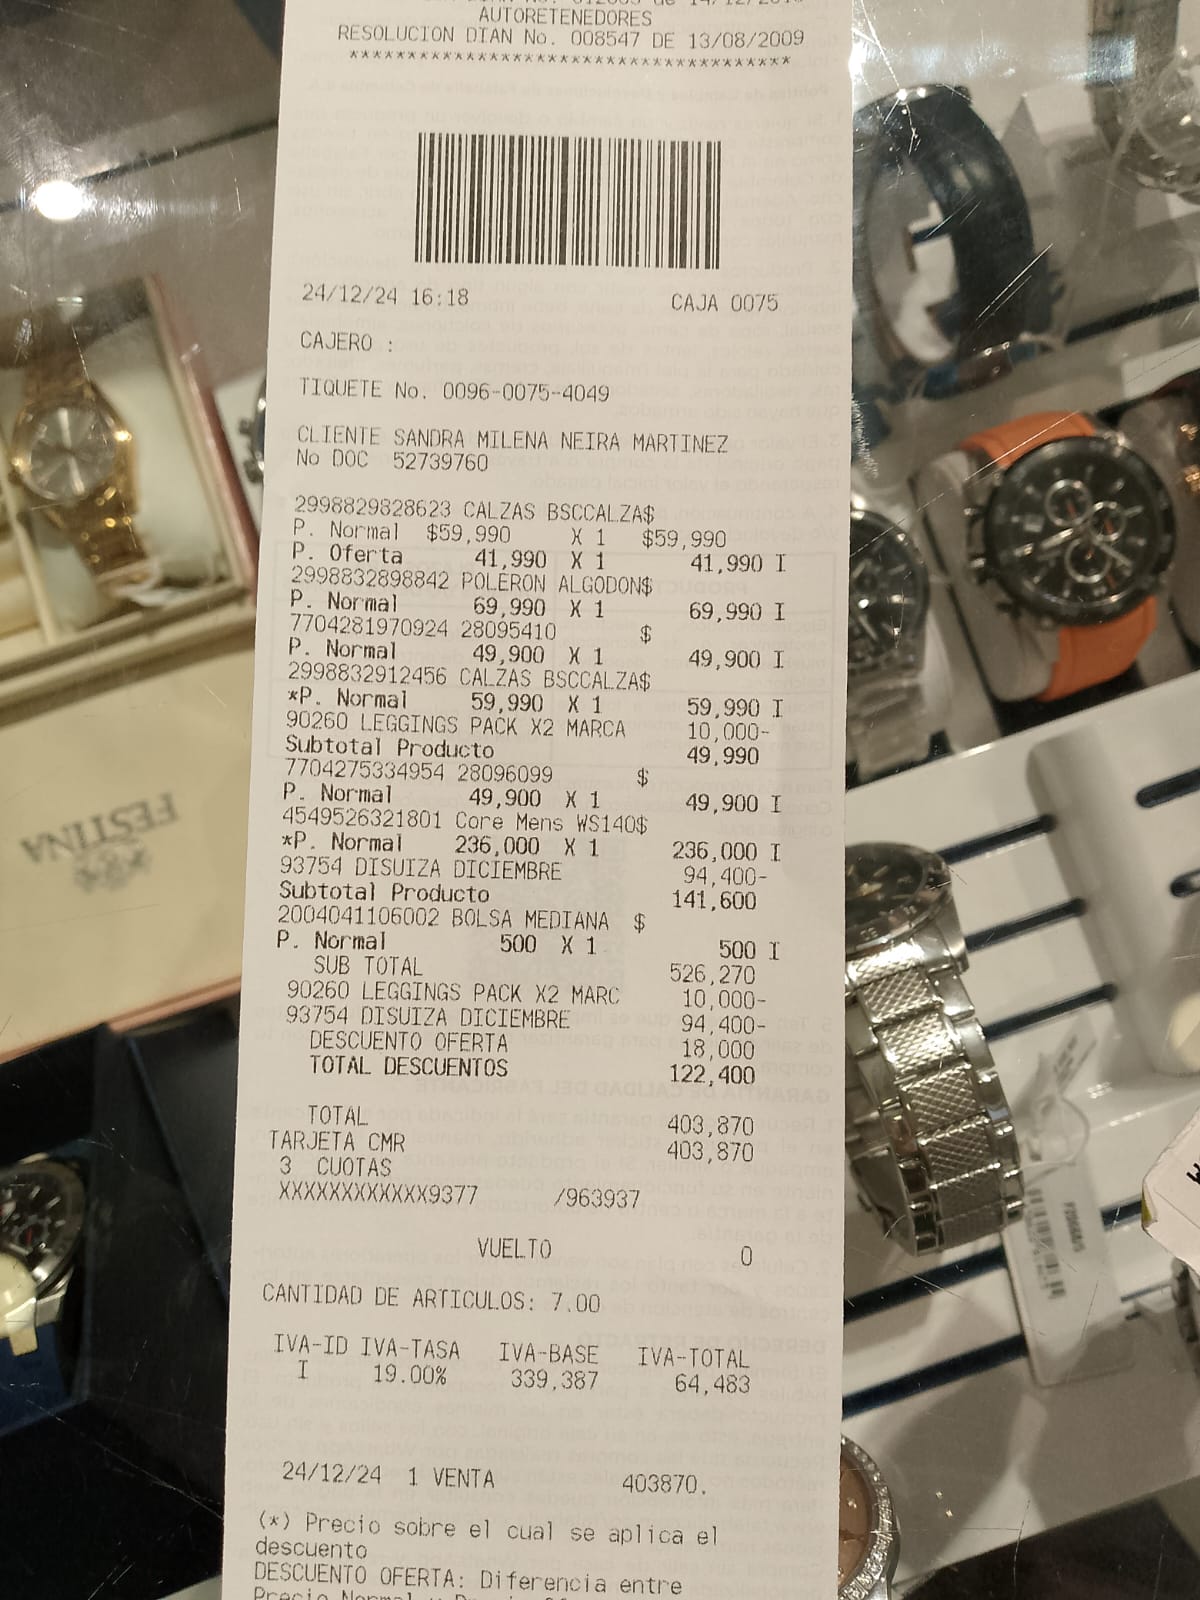 AUTORETENEDORES
RESOLUCION DIAN No. 008547 DE 13/08/2009
**************************************
24/12/24 16:18 CAJA 0075
CAJERO :
TIQUETE No. 0096-0075-4049
CLIENTE SANDRA MILENA NEIRA MARTINEZ
No DOC 52739760
2998829828623 CALZAS BSCCALZA$
P. Normal $59,990 X 1 $59,990
P. Oferta 41,990 X 1 41,990 I
2998832898842 POLERON ALGODON$
P. Normal 69,990 X 1 69,990 I
7704281970924 28095410 $
P. Normal 49,900 X 1 49,900 I
2998832912456 CALZAS BSCCALZA$
*P. Normal 59,990 X 1 59,990 I
90260 LEGGINGS PACK X2 MARCA 10,000-
Subtotal Producto 49,990
7704275334954 28096099 $
P. Normal 49,900 X 1 49,900 I
4549526321801 Core Mens WS140$
*P. Normal 236,000 X 1 236,000 I
93754 DISUIZA DICIEMBRE 94,400-
Subtotal Producto 141,600
2004041106002 BOLSA MEDIANA $
P. Normal 500 X 1 500 I
SUB TOTAL 526,270
90260 LEGGINGS PACK X2 MARC 10,000-
93754 DISUIZA DICIEMBRE 94,400-
DESCUENTO OFERTA 18,000
TOTAL DESCUENTOS 122,400
TOTAL 403,870
TARJETA CMR 403,870
3 CUOTAS
XXXXXXXXXXXX9377 /963937
VUELTO 0
CANTIDAD DE ARTICULOS: 7.00
IVA-ID IVA-TASA IVA-BASE IVA-TOTAL
I 19.00% 339,387 64,483
24/12/24 1 VENTA 403870.
(*) Precio sobre el cual se aplica el
descuento
DESCUENTO OFERTA: Diferencia entre
FESTINA